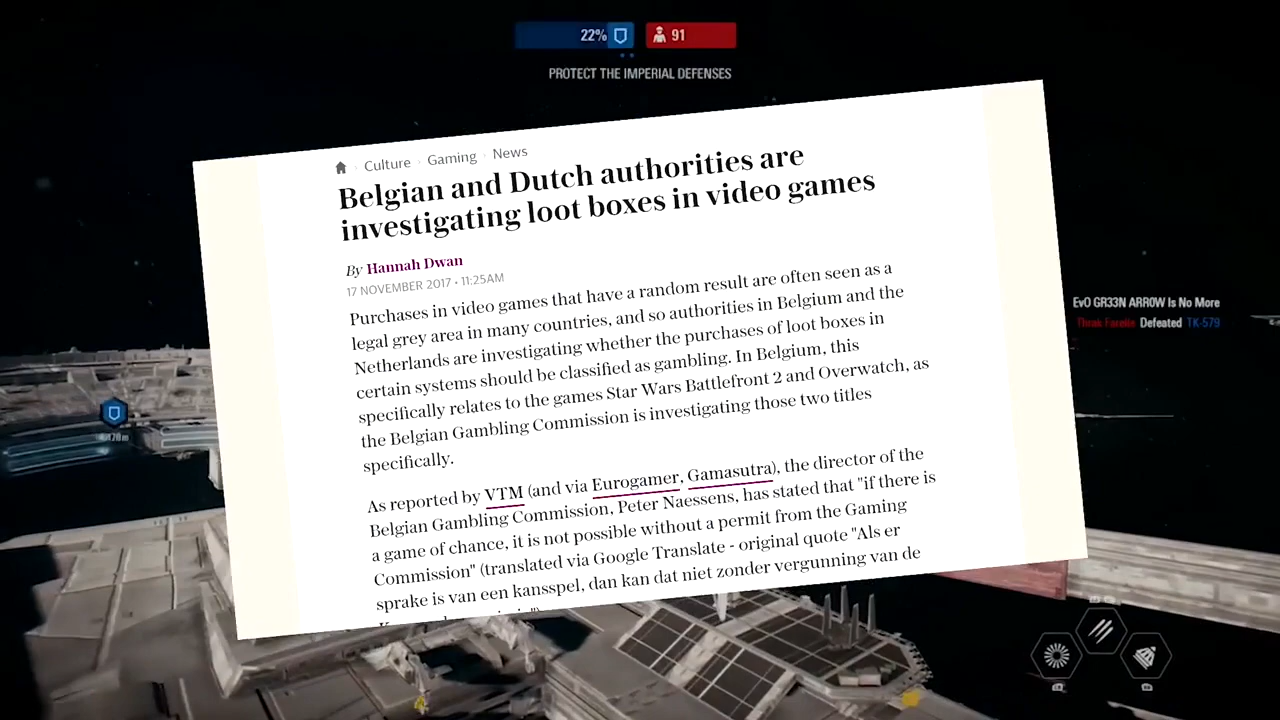 22%
91
PROTECT THE IMPERIAL DEFENSES
Culture
Gaming
News
Belgian and Dutch authorities are
investigating loot boxes in video games
By Hannah Dwan
17 NOVEMBER 2017 • 11:25AM
Purchases in video games that have a random result are often seen as a
legal grey area in many countries, and so authorities in Belgium and the
Netherlands are investigating whether the purchases of loot boxes in
certain systems should be classified as gambling. In Belgium, this
specifically relates to the games Star Wars Battlefront 2 and Overwatch, as
the Belgian Gambling Commission is investigating those two titles
specifically.
As reported by VTM (and via Eurogamer, Gamasutra), the director of the
Belgian Gambling Commission, Peter Naessens, has stated that "if there is
a game of chance, it is not possible without a permit from the Gaming
Commission" (translated via Google Translate - original quote "Als er
sprake is van een kansspel, dan kan dat niet zonder vergunning van de
EvO GR33N ARR0W Is No More
Defeated TK-579